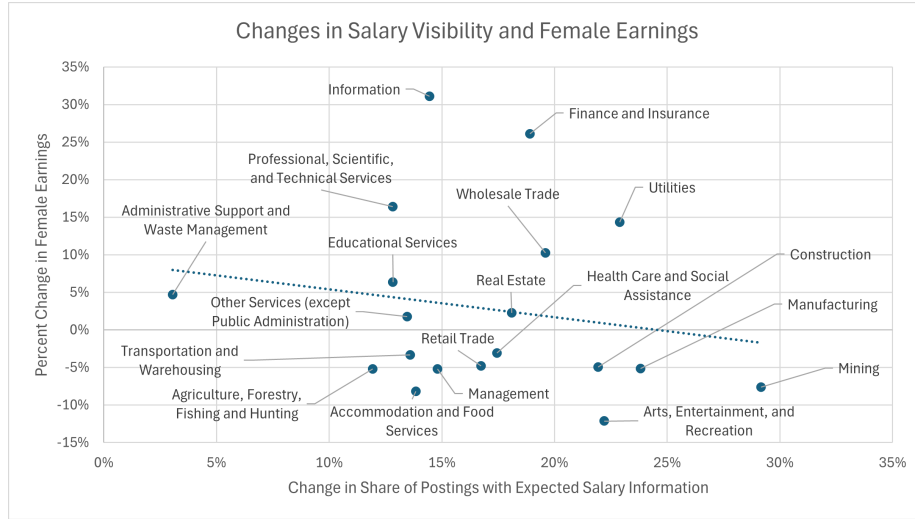 Changes in Salary Visibility and Female Earnings
Percent Change in Female Earnings
35%
30%
25%
20%
15%
10%
5%
0%
-5%
-10%
-15%
Information
Finance and Insurance
Professional, Scientific,
and Technical Services
Wholesale Trade
Utilities
Administrative Support and
Waste Management
Educational Services
Construction
Real Estate
Health Care and Social
Assistance
Other Services (except
Public Administration)
Manufacturing
Retail Trade
Transportation and
Warehousing
Mining
Agriculture, Forestry,
Fishing and Hunting
Management
Accommodation and Food
Services
Arts, Entertainment, and
Recreation
0%
5%
10%
15%
20%
25%
30%
35%
Change in Share of Postings with Expected Salary Information